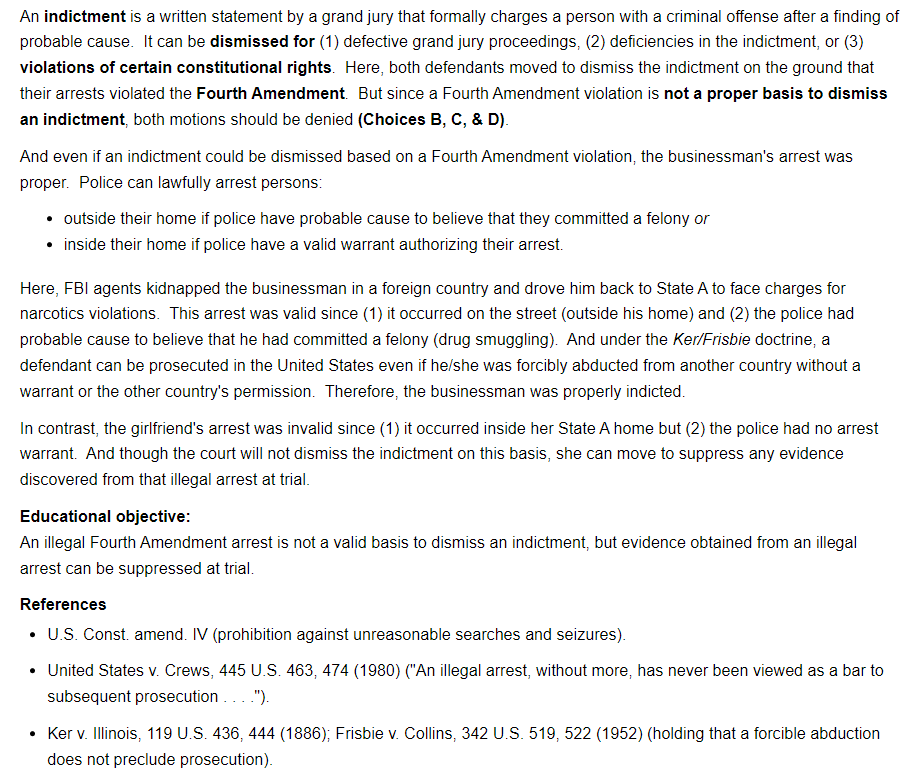 An indictment is a written statement by a grand jury that formally charges a person with a criminal offense after a finding of
probable cause.  It can be dismissed for (1) defective grand jury proceedings, (2) deficiencies in the indictment, or (3)
violations of certain constitutional rights.  Here, both defendants moved to dismiss the indictment on the ground that
their arrests violated the Fourth Amendment.  But since a Fourth Amendment violation is not a proper basis to dismiss
an indictment, both motions should be denied (Choices B, C, & D).
And even if an indictment could be dismissed based on a Fourth Amendment violation, the businessman's arrest was
proper.  Police can lawfully arrest persons:
• outside their home if police have probable cause to believe that they committed a felony or
• inside their home if police have a valid warrant authorizing their arrest.
Here, FBI agents kidnapped the businessman in a foreign country and drove him back to State A to face charges for
narcotics violations.  This arrest was valid since (1) it occurred on the street (outside his home) and (2) the police had
probable cause to believe that he had committed a felony (drug smuggling).  And under the Ker/Frisbie doctrine, a
defendant can be prosecuted in the United States even if he/she was forcibly abducted from another country without a
warrant or the other country's permission.  Therefore, the businessman was properly indicted.
In contrast, the girlfriend's arrest was invalid since (1) it occurred inside her State A home but (2) the police had no arrest
warrant.  And though the court will not dismiss the indictment on this basis, she can move to suppress any evidence
discovered from that illegal arrest at trial.
Educational objective:
An illegal Fourth Amendment arrest is not a valid basis to dismiss an indictment, but evidence obtained from an illegal
arrest can be suppressed at trial.
References
• U.S. Const. amend. IV (prohibition against unreasonable searches and seizures).
• United States v. Crews, 445 U.S. 463, 474 (1980) ("An illegal arrest, without more, has never been viewed as a bar to
subsequent prosecution . . . .").
• Ker v. Illinois, 119 U.S. 436, 444 (1886); Frisbie v. Collins, 342 U.S. 519, 522 (1952) (holding that a forcible abduction
does not preclude prosecution).